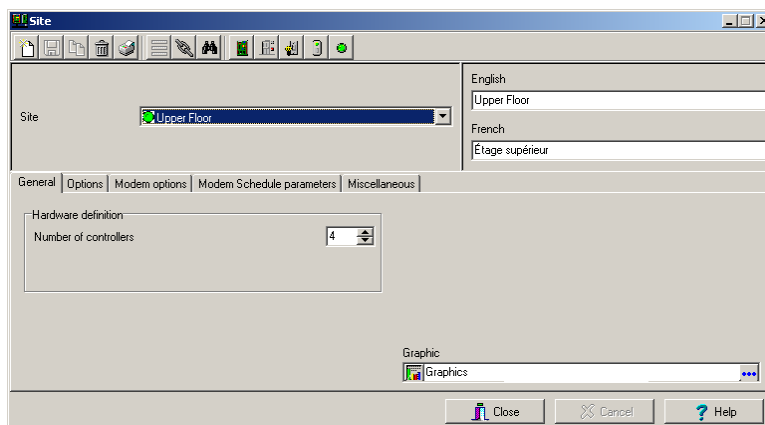 Site
English
Upper Floor
Site
Upper Floor
French
Étage supérieur
General Options Modem options Modem Schedule parameters Miscellaneous
Hardware definition
Number of controllers 4
Graphic
Graphics
Close Cancel ? Help